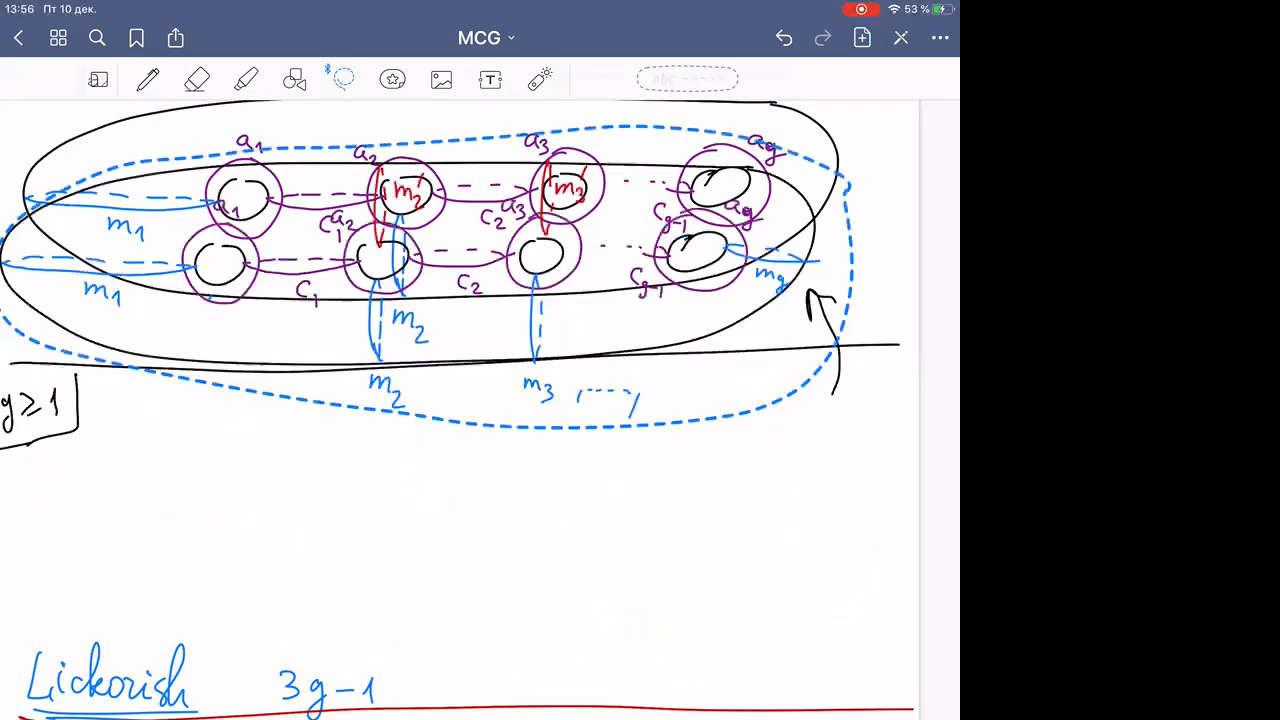 13:56 Пт 10 дек. 53 %
MCG
abc
a1 a2 a3 ag
m2' m3'
m1 a1 c1 a2 c2 a3 cg-1 ag
m1 c1 c2 cg-1 mg
m2
m2 m3
g ≥ 1
Lickorish 3g-1